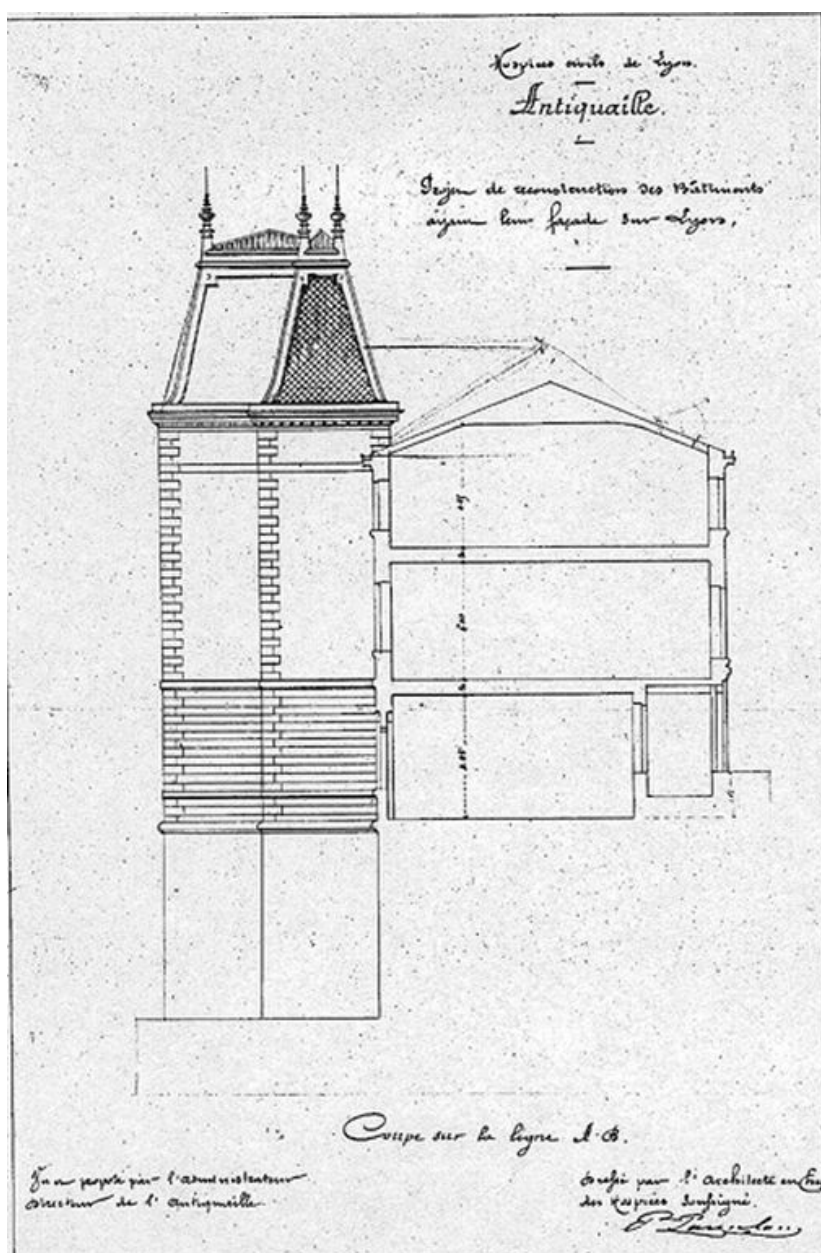 Hospices civils de Lyon.
Antiquaille.
Projet de reconstruction des Bâtiments
ayant leur façade sur Lyon,
Coupe sur la ligne A-B.
Vu et proposé par l'administrateur
Directeur de l'Antiquaille
Dressé par l'Architecte en
des Hospices soussigné.